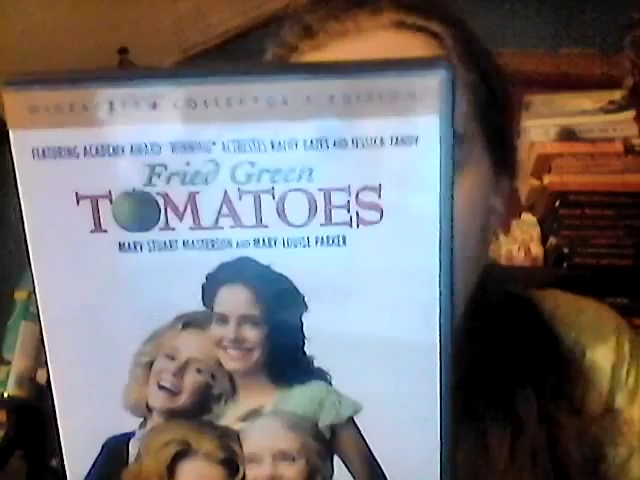 WIDESCREEN COLLECTOR'S EDITION
FEATURING ACADEMY AWARD WINNING* ACTRESSES KATHY BATES AND JESSICA TANDY
Fried Green
TOMATOES
MARY STUART MASTERSON AND MARY-LOUISE PARKER